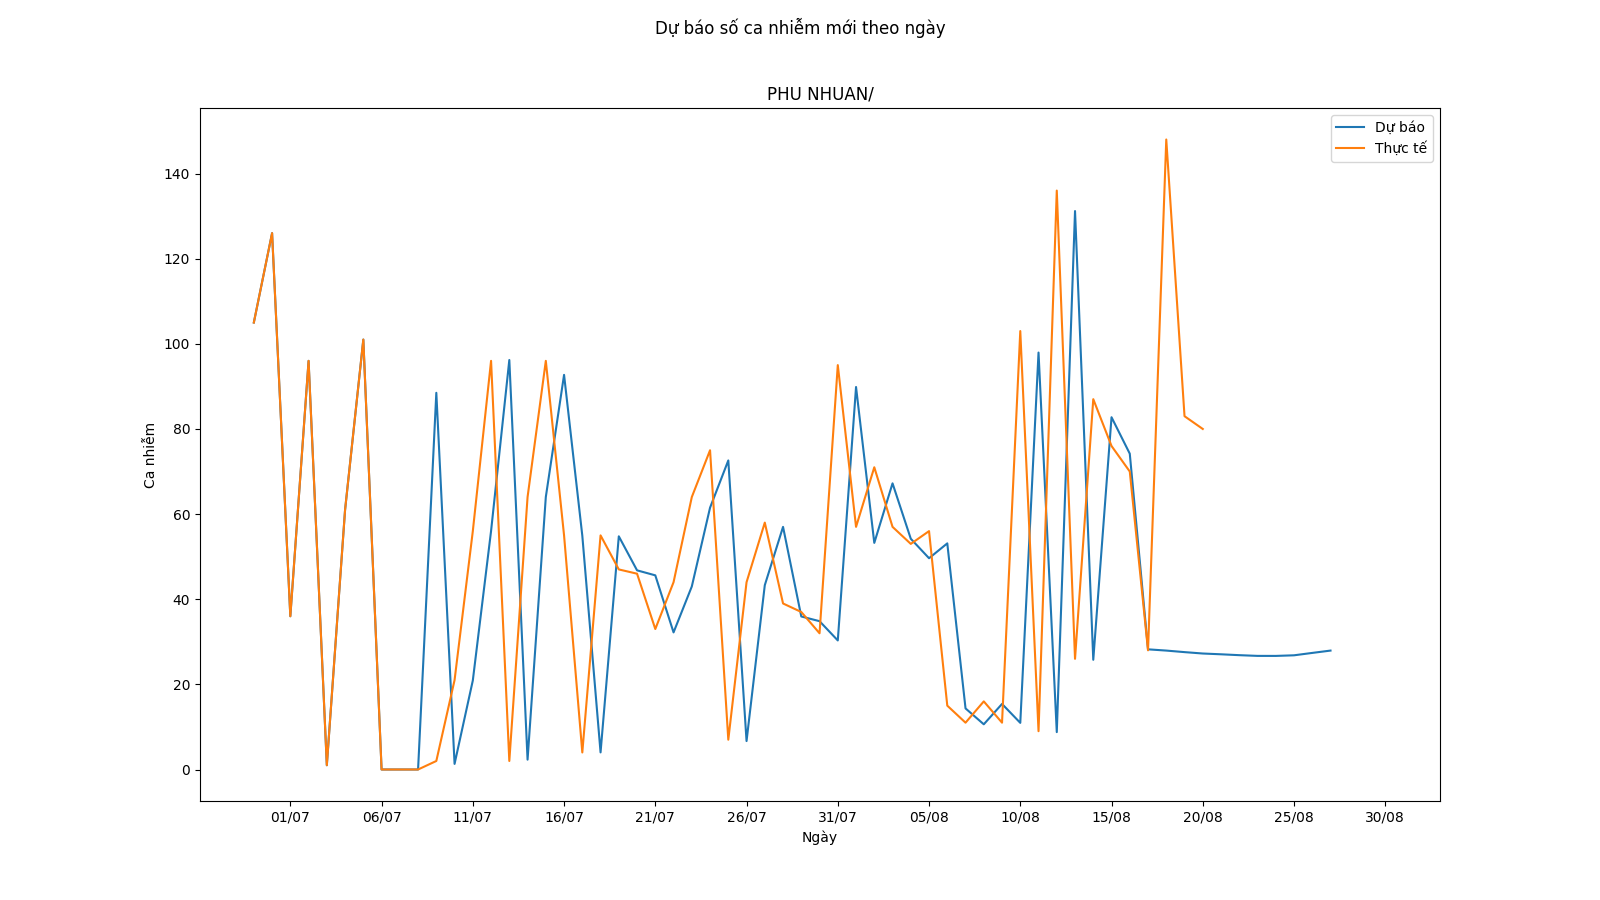 Dự báo số ca nhiễm mới theo ngày
PHU NHUAN/
Dự báo
Thực tế
Ca nhiễm
140
120
100
80
60
40
20
0
01/07 06/07 11/07 16/07 21/07 26/07 31/07 05/08 10/08 15/08 20/08 25/08 30/08
Ngày